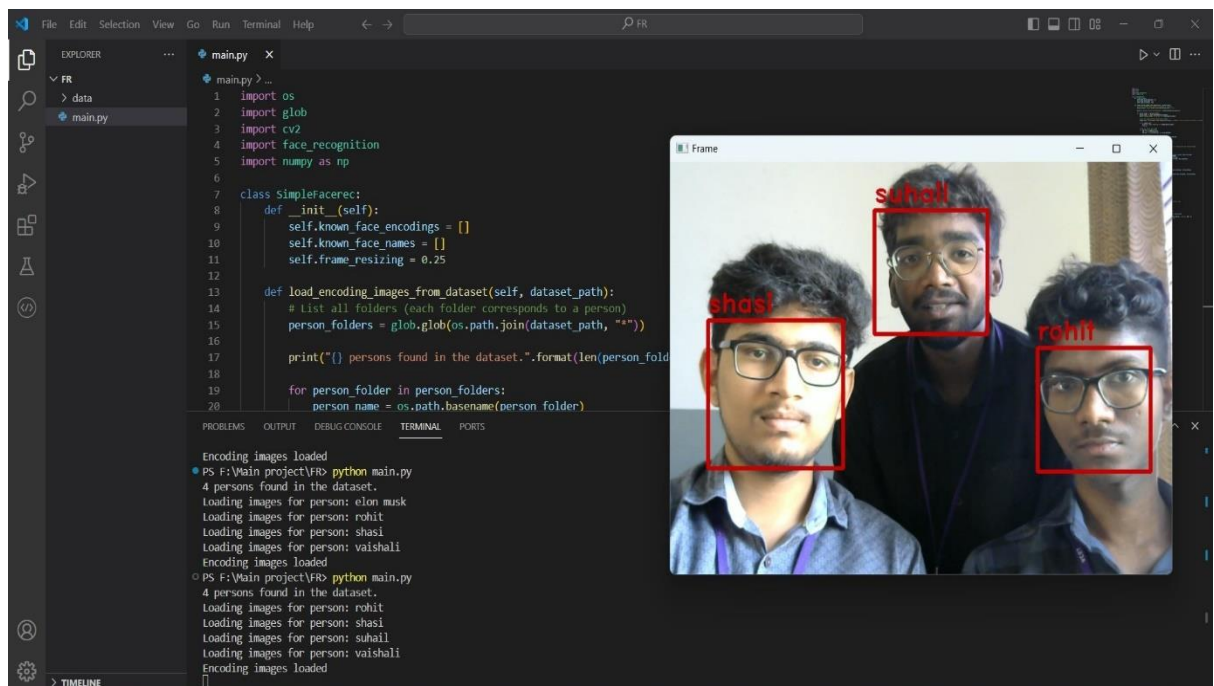 File Edit Selection View Go Run Terminal Help
FR
EXPLORER
FR
data
main.py
TIMELINE
main.py
main.py > ...
1 import os
2 import glob
3 import cv2
4 import face_recognition
5 import numpy as np
6
7 class SimpleFacerec:
8 def __init__(self):
9 self.known_face_encodings = []
10 self.known_face_names = []
11 self.frame_resizing = 0.25
12
13 def load_encoding_images_from_dataset(self, dataset_path):
14 # List all folders (each folder corresponds to a person)
15 person_folders = glob.glob(os.path.join(dataset_path, "*"))
16
17 print("{} persons found in the dataset.".format(len(person_fold
18
19 for person_folder in person_folders:
20 person_name = os.path.basename(person_folder)
Frame
suhail
shasi
rohit
PROBLEMS OUTPUT DEBUG CONSOLE TERMINAL PORTS
Encoding images loaded
PS F:\Main project\FR> python main.py
4 persons found in the dataset.
Loading images for person: elon musk
Loading images for person: rohit
Loading images for person: shasi
Loading images for person: vaishali
Encoding images loaded
PS F:\Main project\FR> python main.py
4 persons found in the dataset.
Loading images for person: rohit
Loading images for person: shasi
Loading images for person: suhail
Loading images for person: vaishali
Encoding images loaded